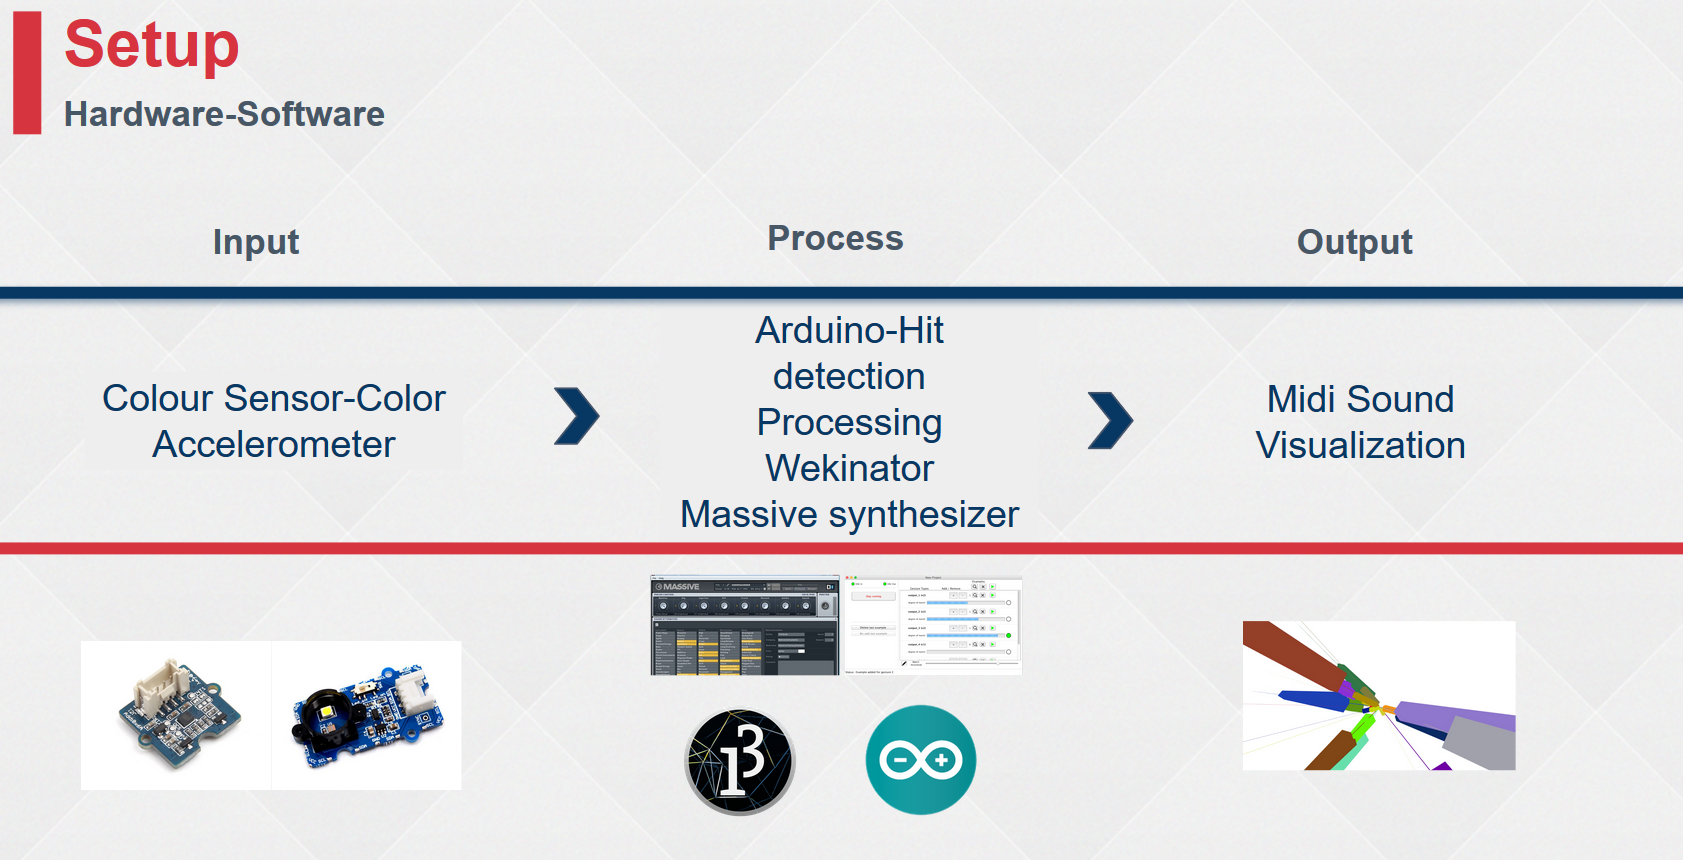 Setup
Hardware-Software
Input
Process
Output
Colour Sensor-Color
Accelerometer
Arduino-Hit
detection
Processing
Wekinator
Massive synthesizer
Midi Sound
Visualization
MASSIVE